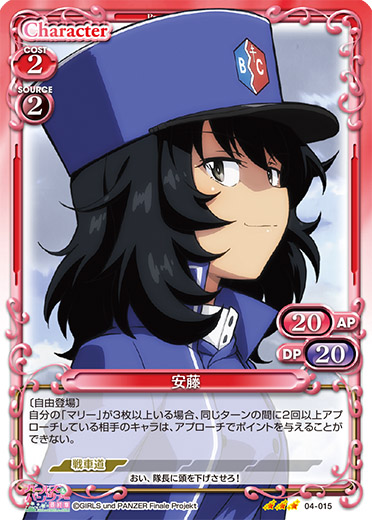 Character
COST
2
SOURCE
2
BC
20 AP
DP 20
安藤
〔自由登場〕
自分の「マリー」が3枚以上いる場合、同じターンの間に2回以上アプ
ローチしている相手のキャラは、アプローチでポイントを与えることが
できない。
戦車道
おい、隊長に頭を下げさせろ！
©GIRLS und PANZER Finale Projekt
04-015